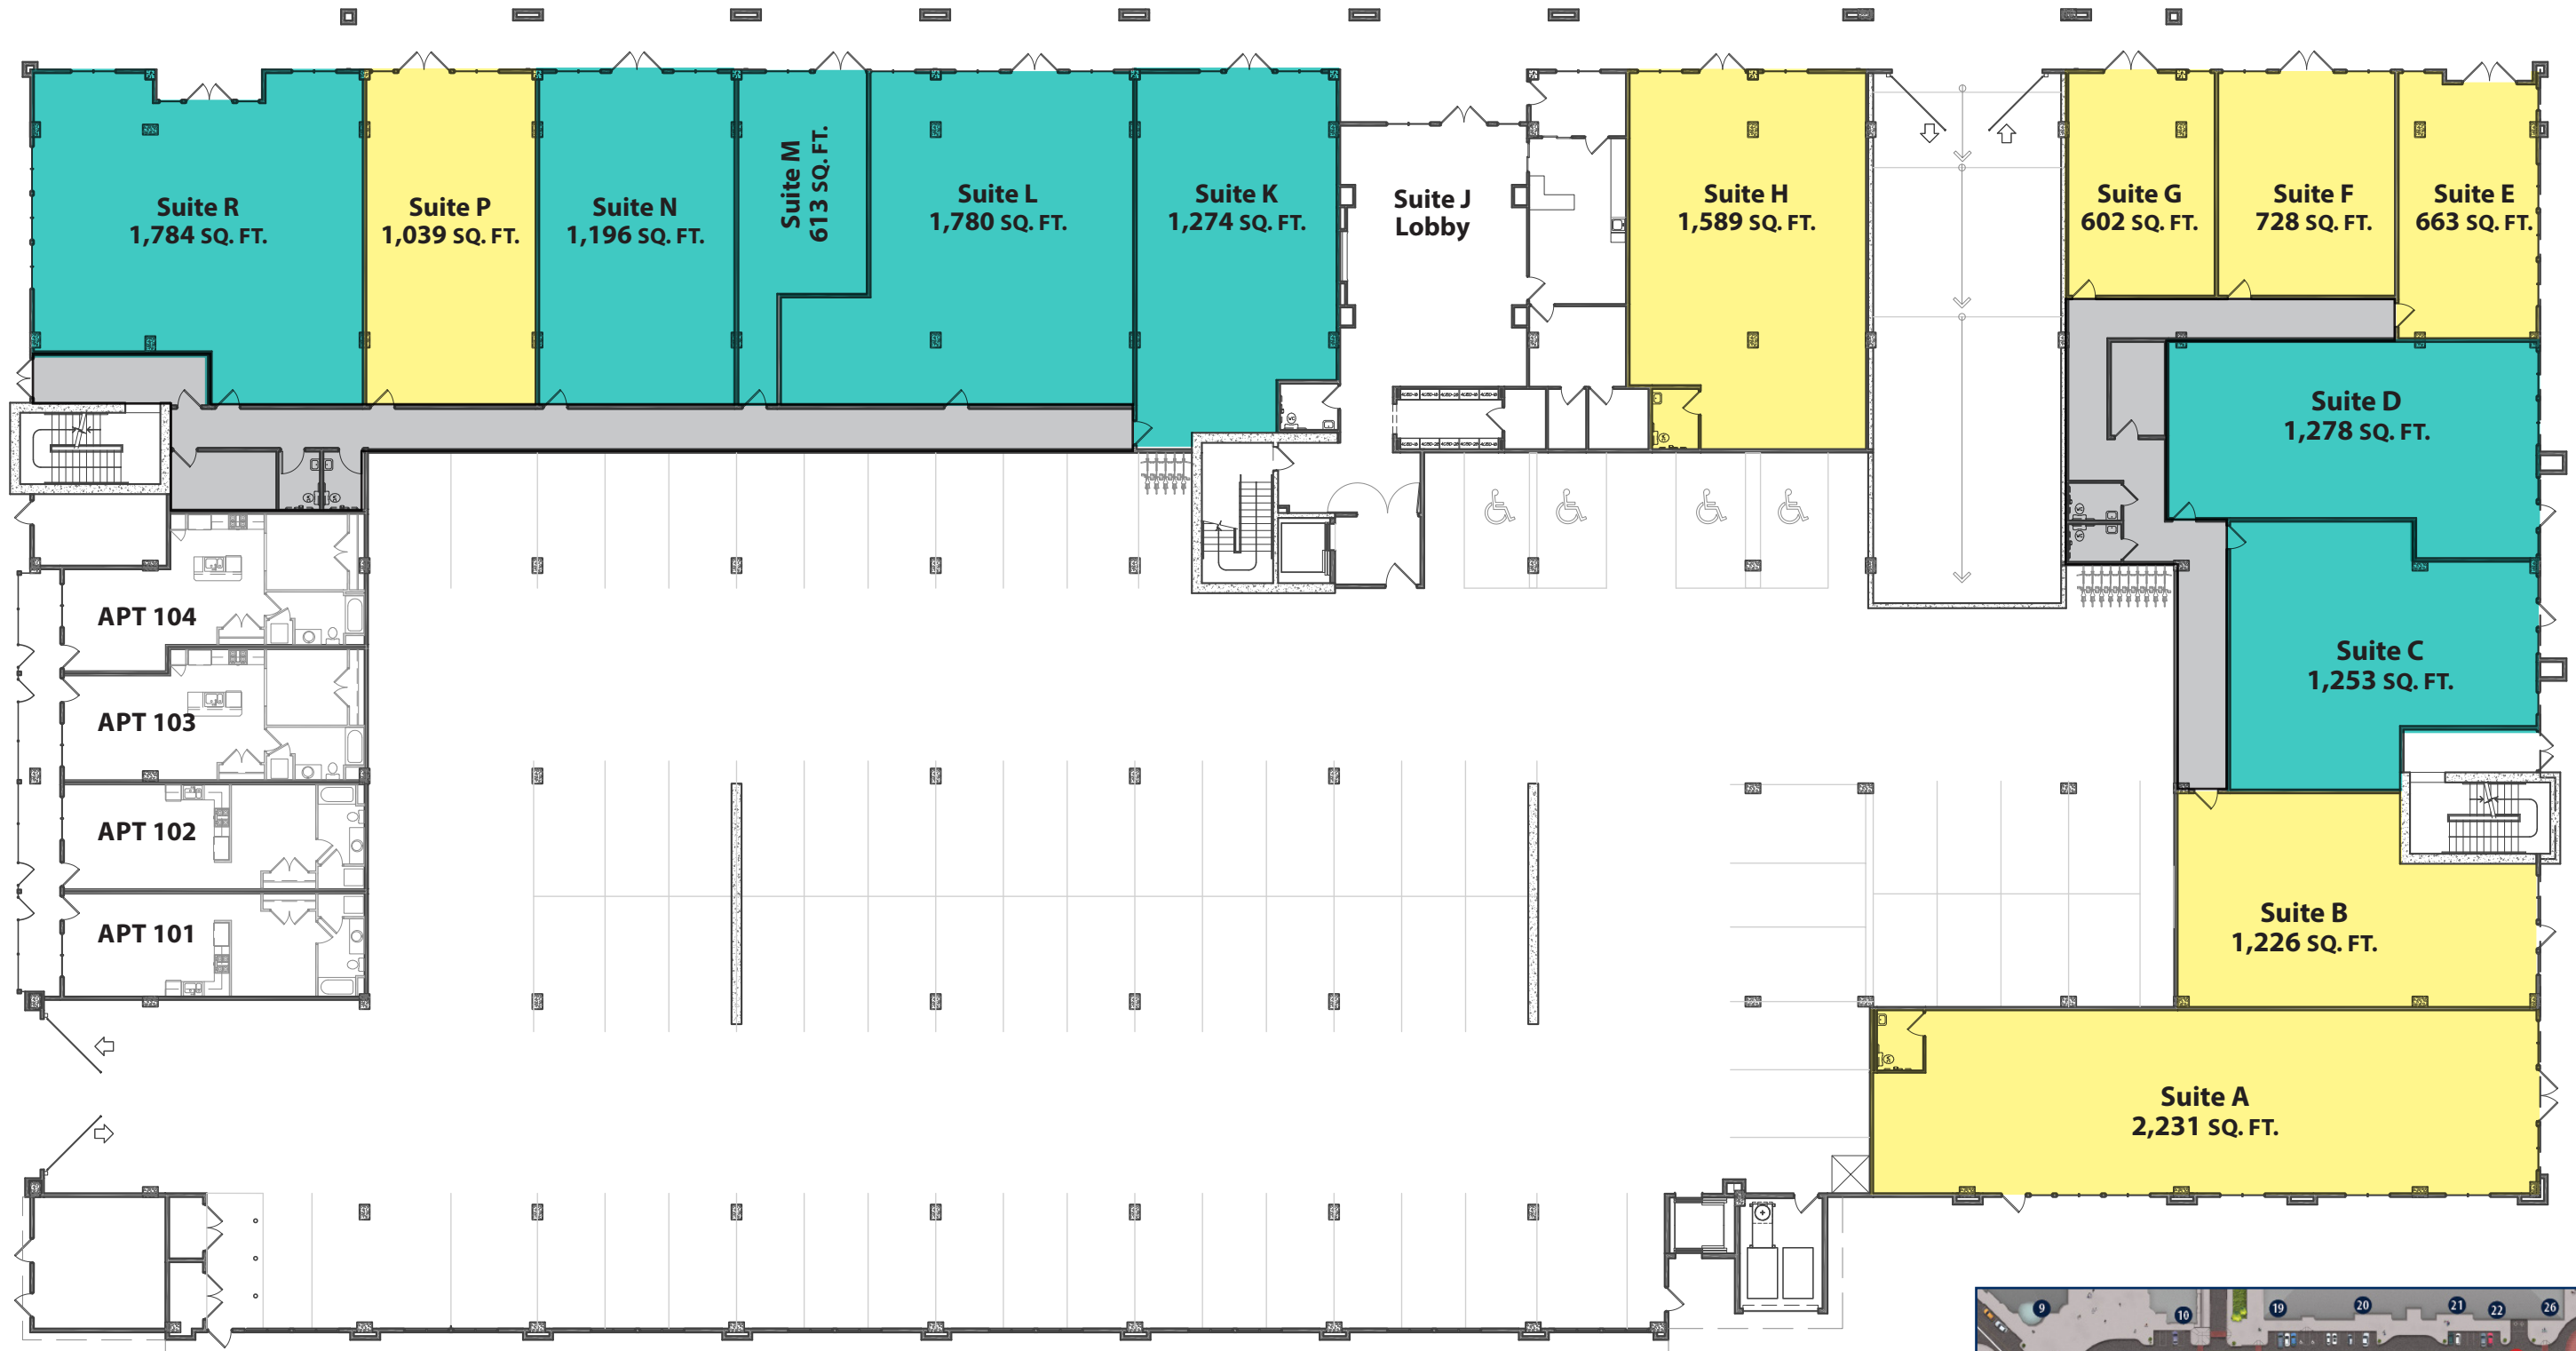 Suite R
1,784 SQ. FT.
Suite P
1,039 SQ. FT.
Suite N
1,196 SQ. FT.
Suite M
613 SQ. FT.
Suite L
1,780 SQ. FT.
Suite K
1,274 SQ. FT.
Suite J
Lobby
Suite H
1,589 SQ. FT.
Suite G
602 SQ. FT.
Suite F
728 SQ. FT.
Suite E
663 SQ. FT.
Suite D
1,278 SQ. FT.
Suite C
1,253 SQ. FT.
APT 104
APT 103
APT 102
APT 101
Suite B
1,226 SQ. FT.
Suite A
2,231 SQ. FT.
9
10
19
20
21
22
26